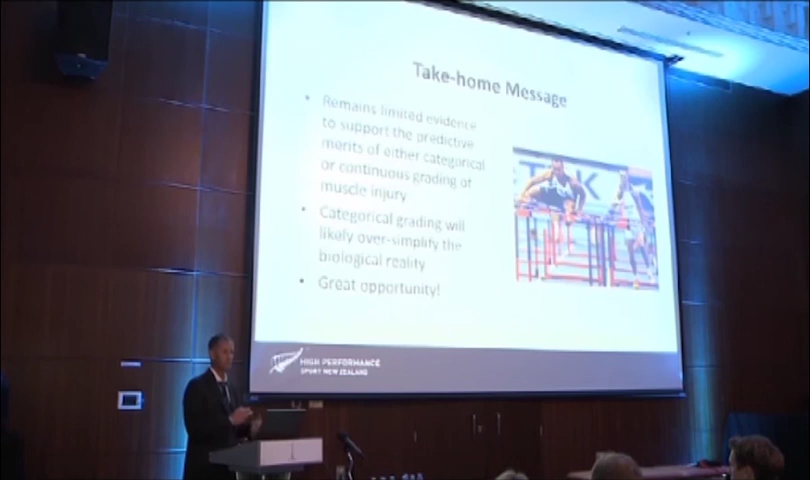 Take-home Message
• Remains limited evidence
to support the predictive
merits of either categorical
or continuous grading of
muscle injury
• Categorical grading will
likely over-simplify the
biological reality
• Great opportunity!
TDK
HIGH PERFORMANCE
SPORT NEW ZEALAND